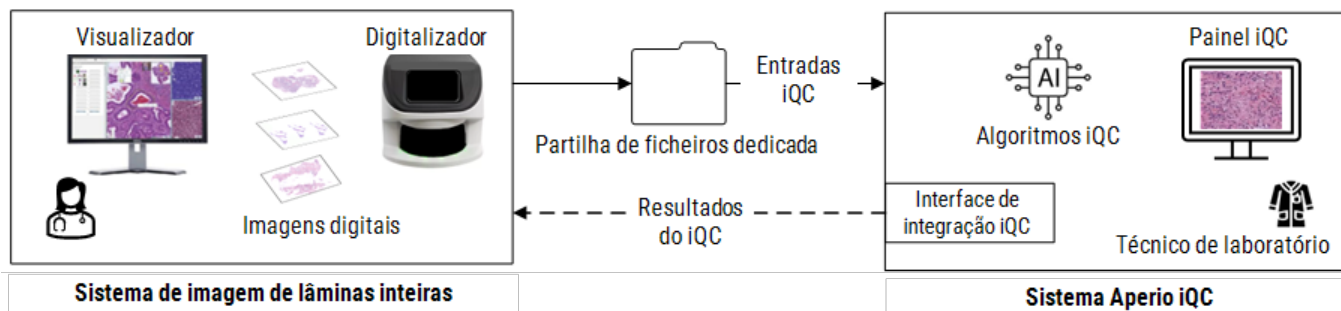 Visualizador
Digitalizador
Imagens digitais
Sistema de imagem de lâminas inteiras
Partilha de ficheiros dedicada
Entradas
iQC
Resultados
do iQC
AI
Algoritmos iQC
Painel iQC
Interface de
integração iQC
Técnico de laboratório
Sistema Aperio iQC